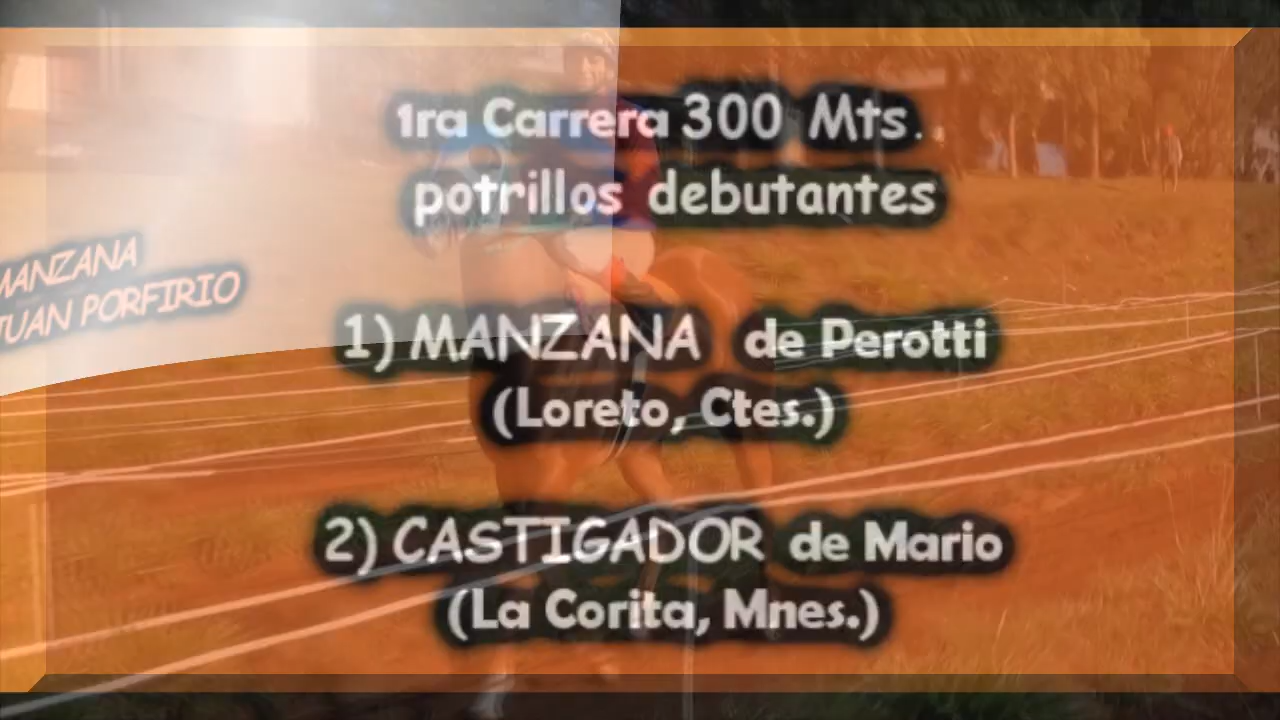 1ra Carrera 300 Mts.
potrillos debutantes
1) MANZANA de Perotti
(Loreto, Ctes.)
2) CASTIGADOR de Mario
(La Corita, Mnes.)
MANZANA
JUAN PORFIRIO